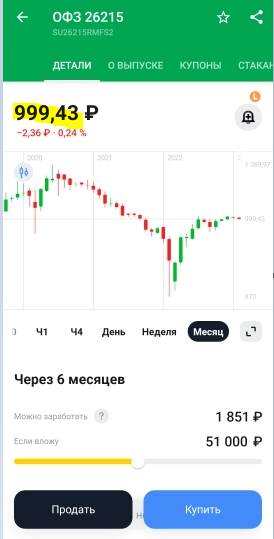 ОФЗ 26215
SU26215RMFS2
ДЕТАЛИ О ВЫПУСКЕ КУПОНЫ СТАКАН
L
999,43 ₽
−2,36 ₽ · 0,24 %
2020 2021 2022
1 089,97
999,43
870
Ч1 Ч4 День Неделя Месяц
Через 6 месяцев
Можно заработать ? 1 851 ₽
Если вложу 51 000 ₽
Продать Купить